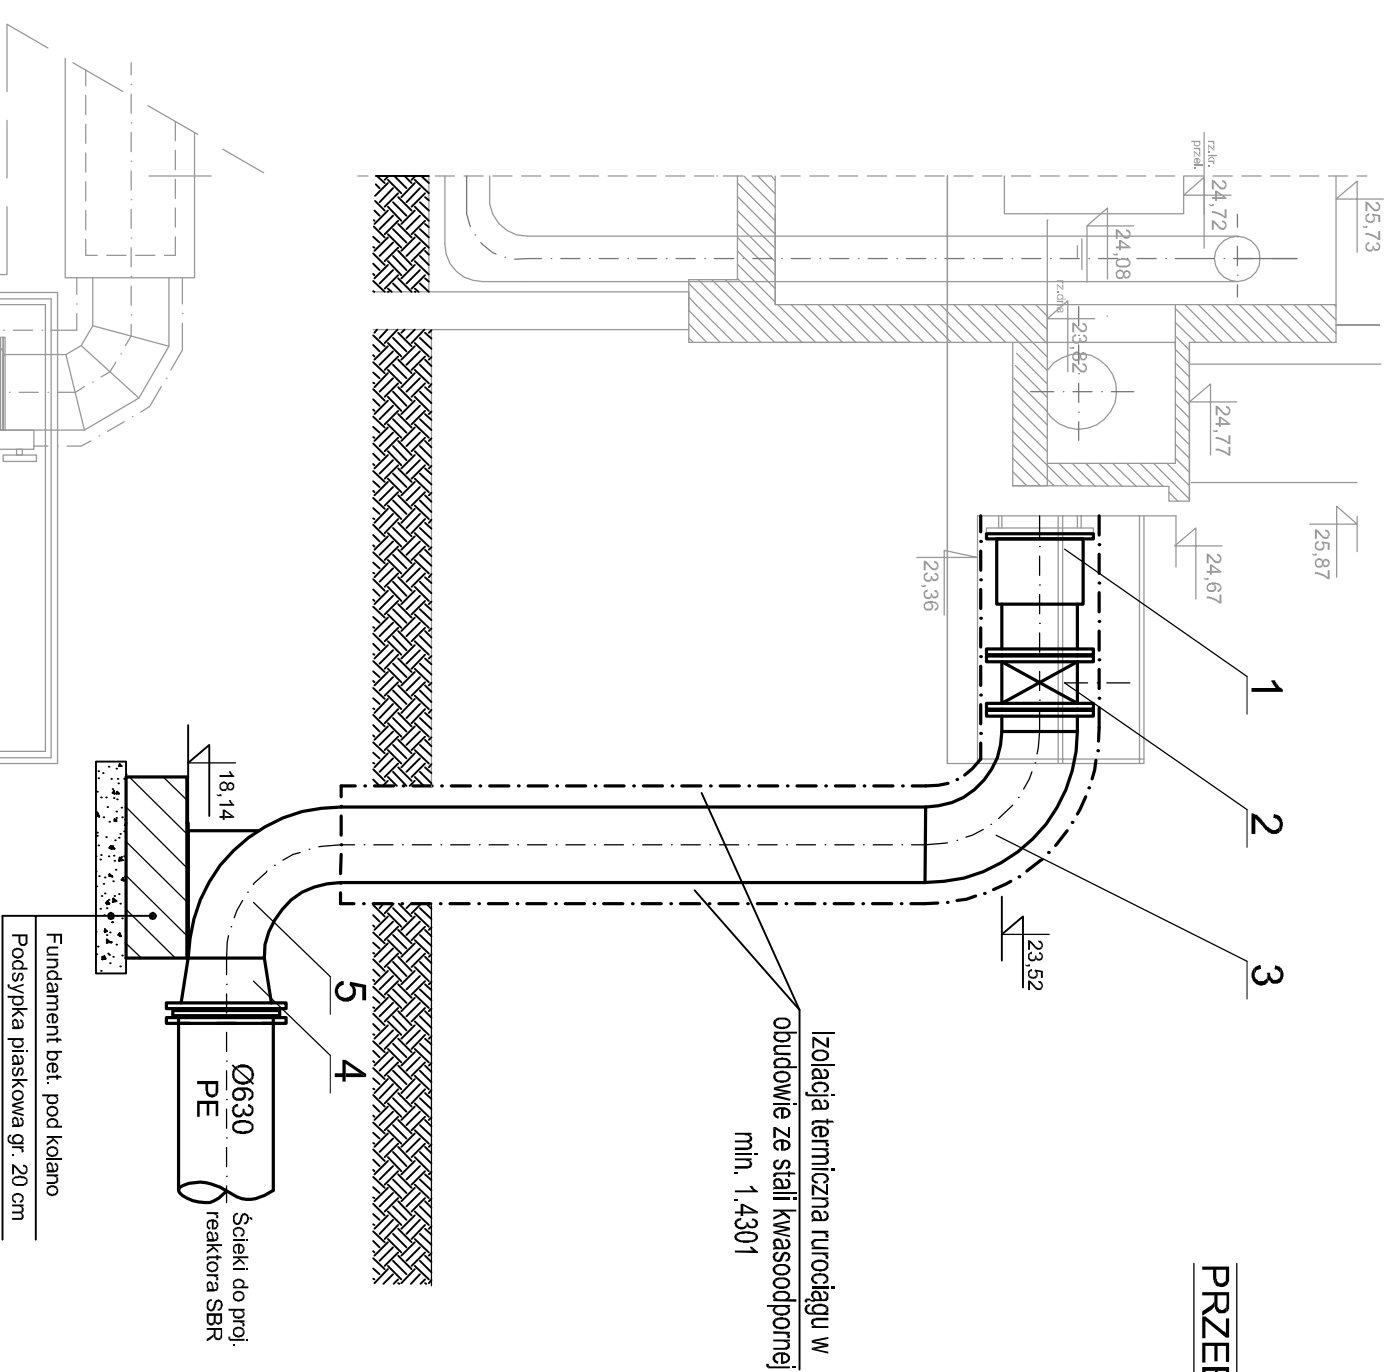 25,73
rz.kr.
przel.
24,72
24,08
rz.dna
23,82
24,77
25,87
24,67
23,36
1
2
3
23,52
Izolacja termiczna rurociągu w
obudowie ze stali kwasoodpornej
min. 1.4301
18,14
5
4
Ø630
PE
Ścieki do proj.
reaktora SBR
Fundament bet. pod kolano
Podsypka piaskowa gr. 20 cm